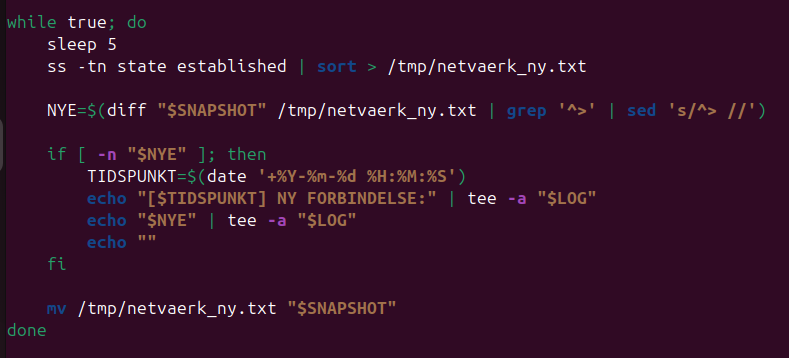 while true; do
    sleep 5
    ss -tn state established | sort > /tmp/netvaerk_ny.txt

    NYE=$(diff "$SNAPSHOT" /tmp/netvaerk_ny.txt | grep '^>' | sed 's/^> //')

    if [ -n "$NYE" ]; then
        TIDSPUNKT=$(date '+%Y-%m-%d %H:%M:%S')
        echo "[$TIDSPUNKT] NY FORBINDELSE:" | tee -a "$LOG"
        echo "$NYE" | tee -a "$LOG"
        echo ""
    fi

    mv /tmp/netvaerk_ny.txt "$SNAPSHOT"
done